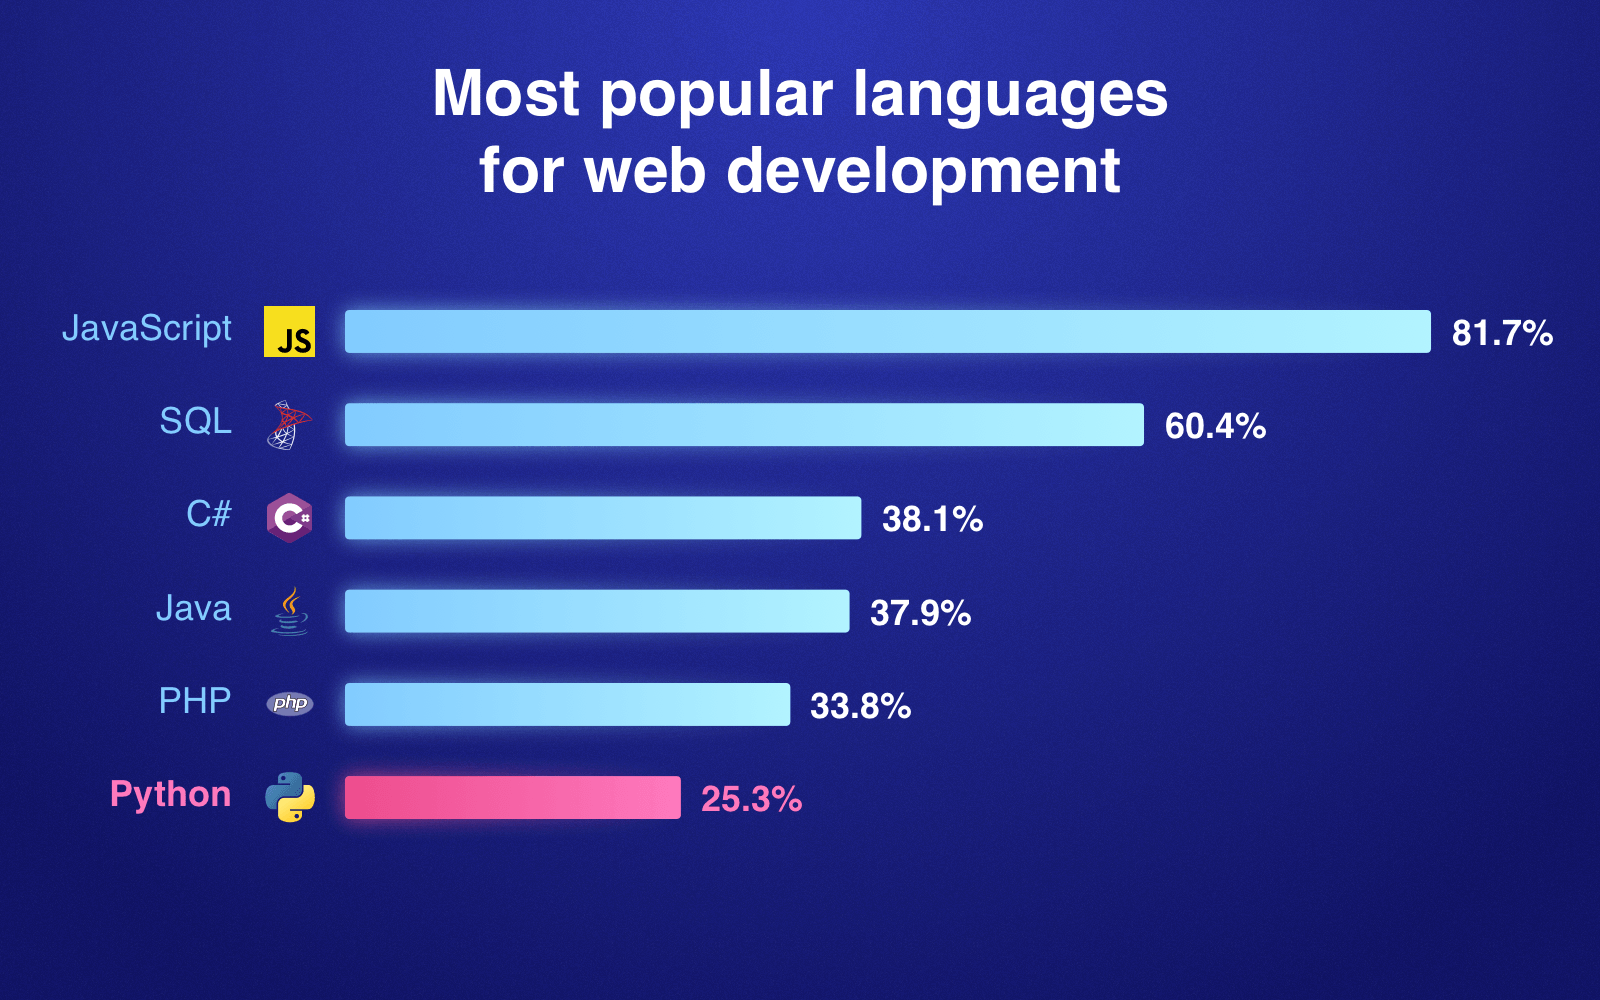 Most popular languages
for web development
JavaScript JS 81.7%
SQL 60.4%
C# C# 38.1%
Java 37.9%
PHP php 33.8%
Python 25.3%